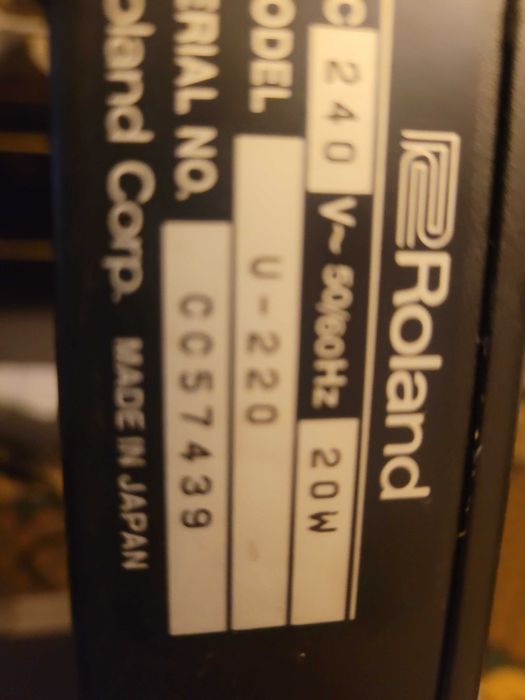 Roland
C 240 V~ 50/60Hz 20W
ODEL U-220
ERIAL NO. CC57439
oland Corp. MADE IN JAPAN